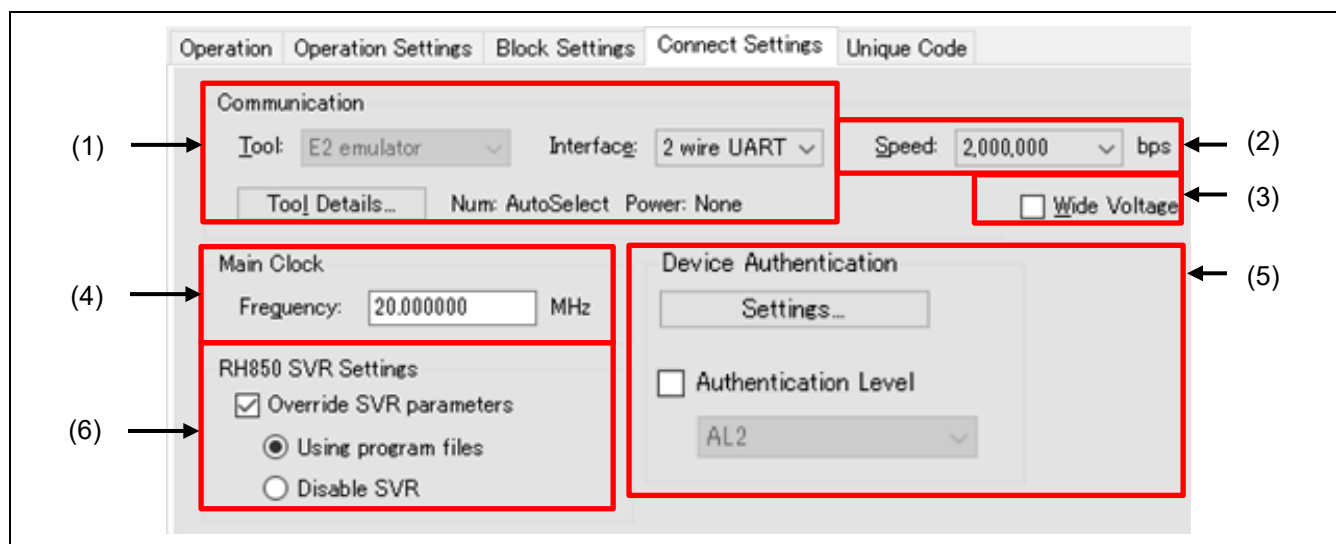 Operation Operation Settings Block Settings Connect Settings Unique Code
Communication
(1) Tool: E2 emulator Interface: 2 wire UART Speed: 2,000,000 bps (2)
Tool Details... Num: AutoSelect Power: None Wide Voltage (3)
Main Clock Device Authentication
(5)
(4) Frequency: 20.000000 MHz Settings...
RH850 SVR Settings
Override SVR parameters Authentication Level
(6)
Using program files AL2
Disable SVR